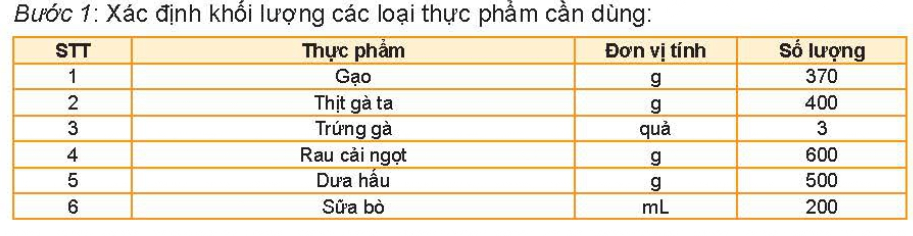 Bước 1: Xác định khối lượng các loại thực phẩm cần dùng:
STT Thực phẩm Đơn vị tính Số lượng
1 Gạo g 370
2 Thịt gà ta g 400
3 Trứng gà quả 3
4 Rau cải ngọt g 600
5 Dưa hấu g 500
6 Sữa bò mL 200